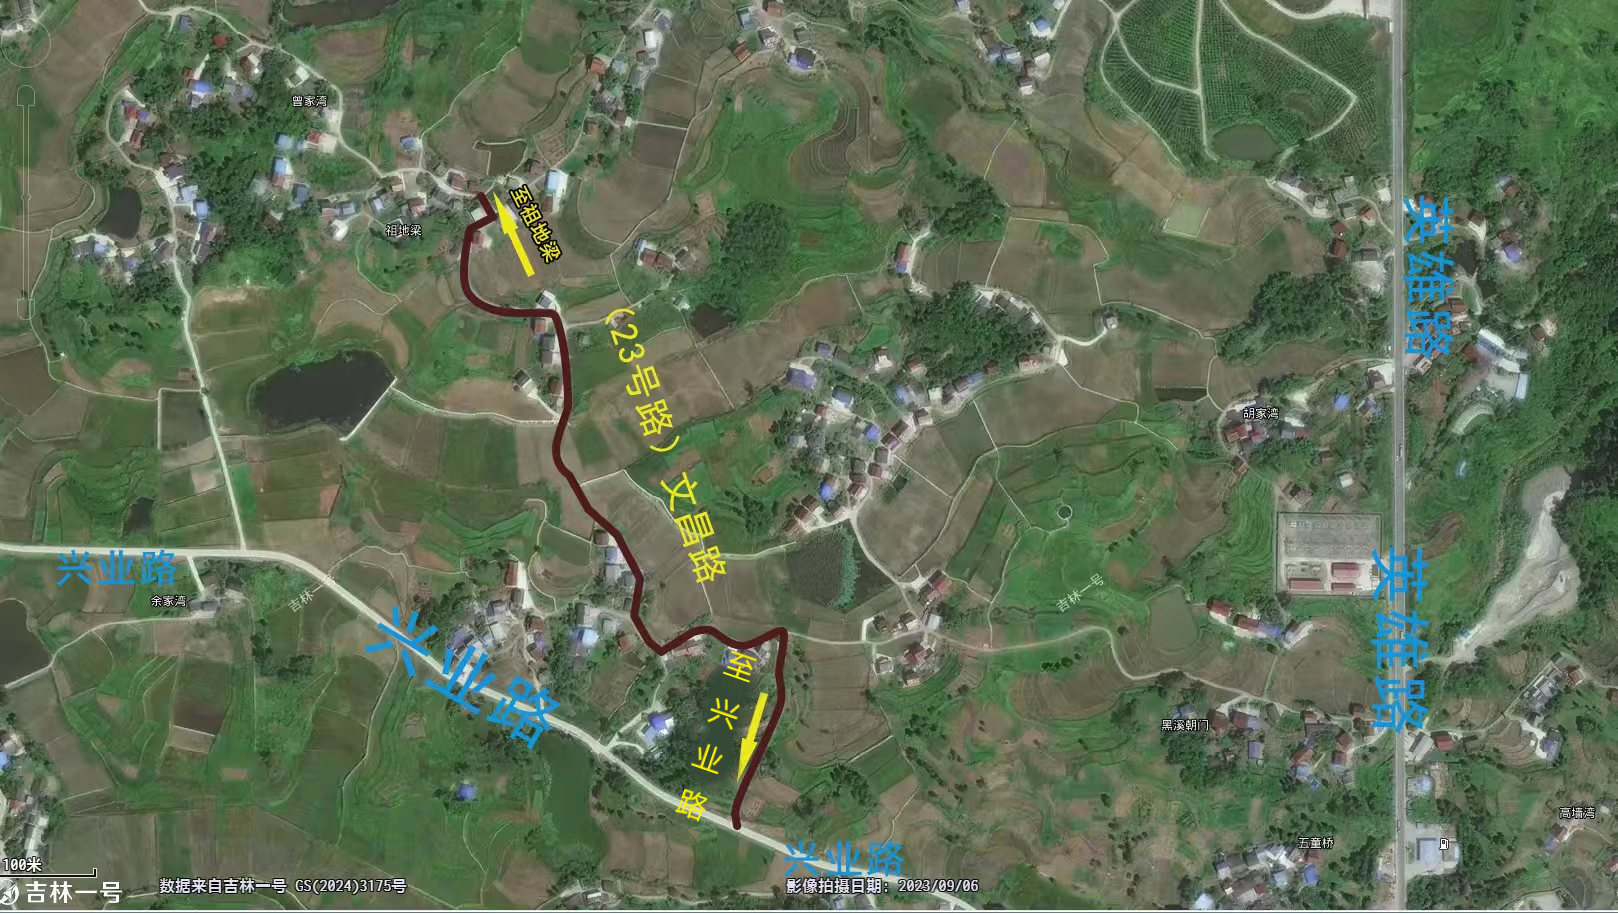 曾家湾
至祖地梁
祖地梁
英雄路
(23号路)文昌路
胡家湾
兴业路
余家湾
吉林一号
吉林一号
兴业路
英雄路
至兴业路
黑溪朝门
高墙湾
五童桥
兴业路
100米
吉林一号
数据来自吉林一号 GS(2024)3175号
影像拍摄日期: 2023/09/06